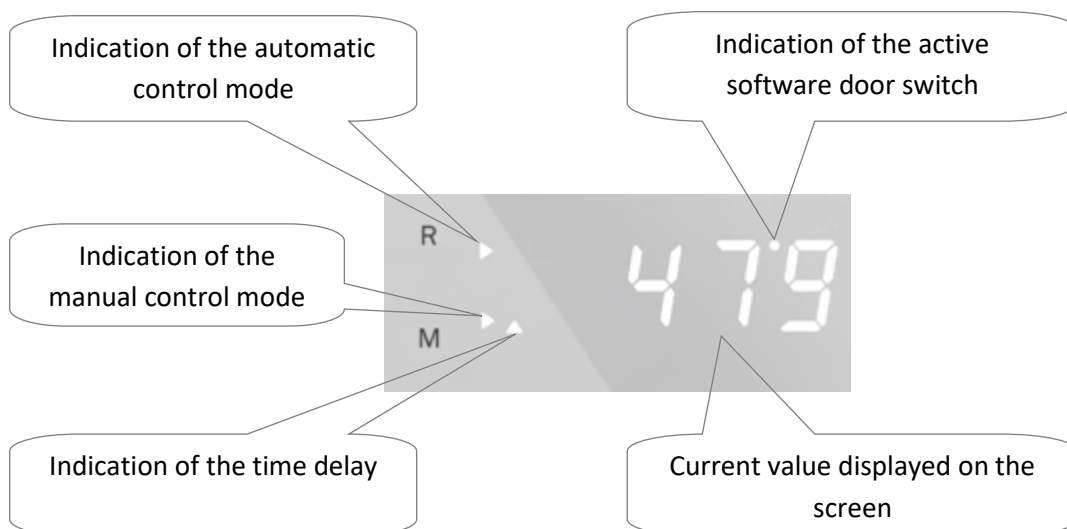 Indication of the automatic
control mode
Indication of the active
software door switch
R
479
Indication of the
manual control mode
M
Indication of the time delay
Current value displayed on the
screen